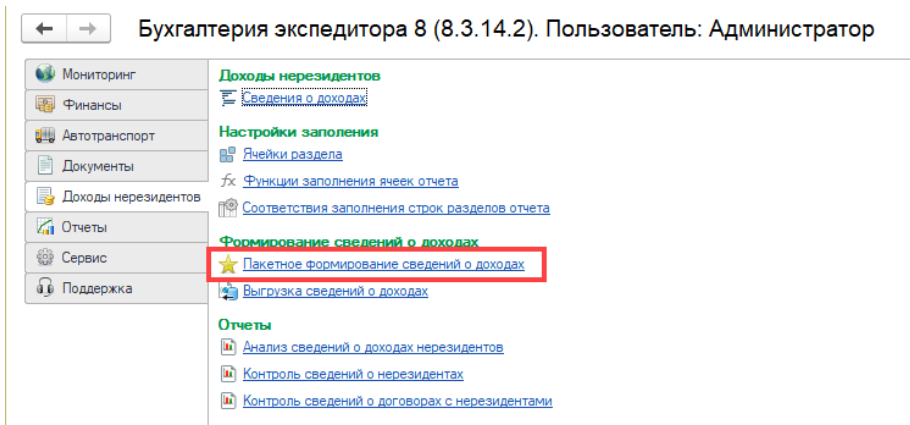 Бухгалтерия экспедитора 8 (8.3.14.2). Пользователь: Администратор
Мониторинг
Финансы
Автотранспорт
Документы
Доходы нерезидентов
Отчеты
Сервис
Поддержка
Доходы нерезидентов
Сведения о доходах
Настройки заполения
Ячейки раздела
fx Функции заполнения ячеек отчета
Соответствия заполнения строк разделов отчета
Формирование сведений о доходах
Пакетное формирование сведений о доходах
Выгрузка сведений о доходах
Отчеты
Анализ сведений о доходах нерезидентов
Контроль сведений о нерезидентах
Контроль сведений о договорах с нерезидентами